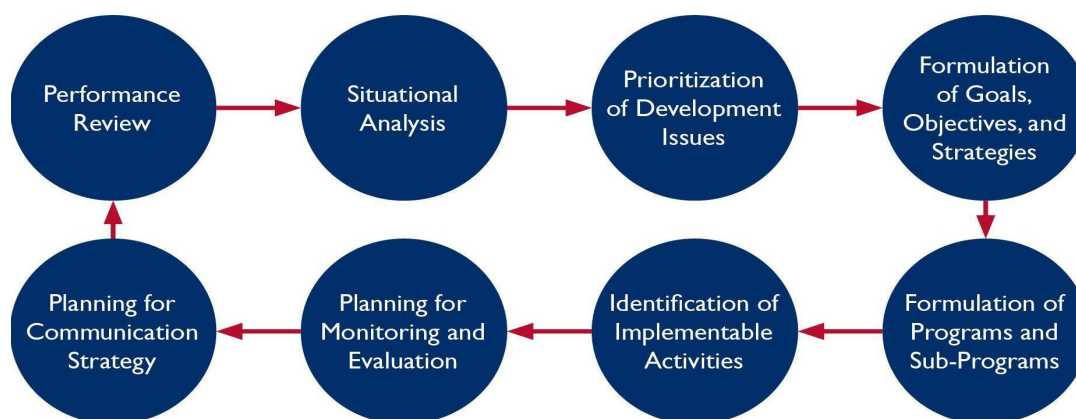 Performance
Review
Situational
Analysis
Prioritization
of Development
Issues
Formulation
of Goals,
Objectives, and
Strategies
Formulation of
Programs and
Sub-Programs
Identification of
Implementable
Activities
Planning for
Monitoring and
Evaluation
Planning for
Communication
Strategy